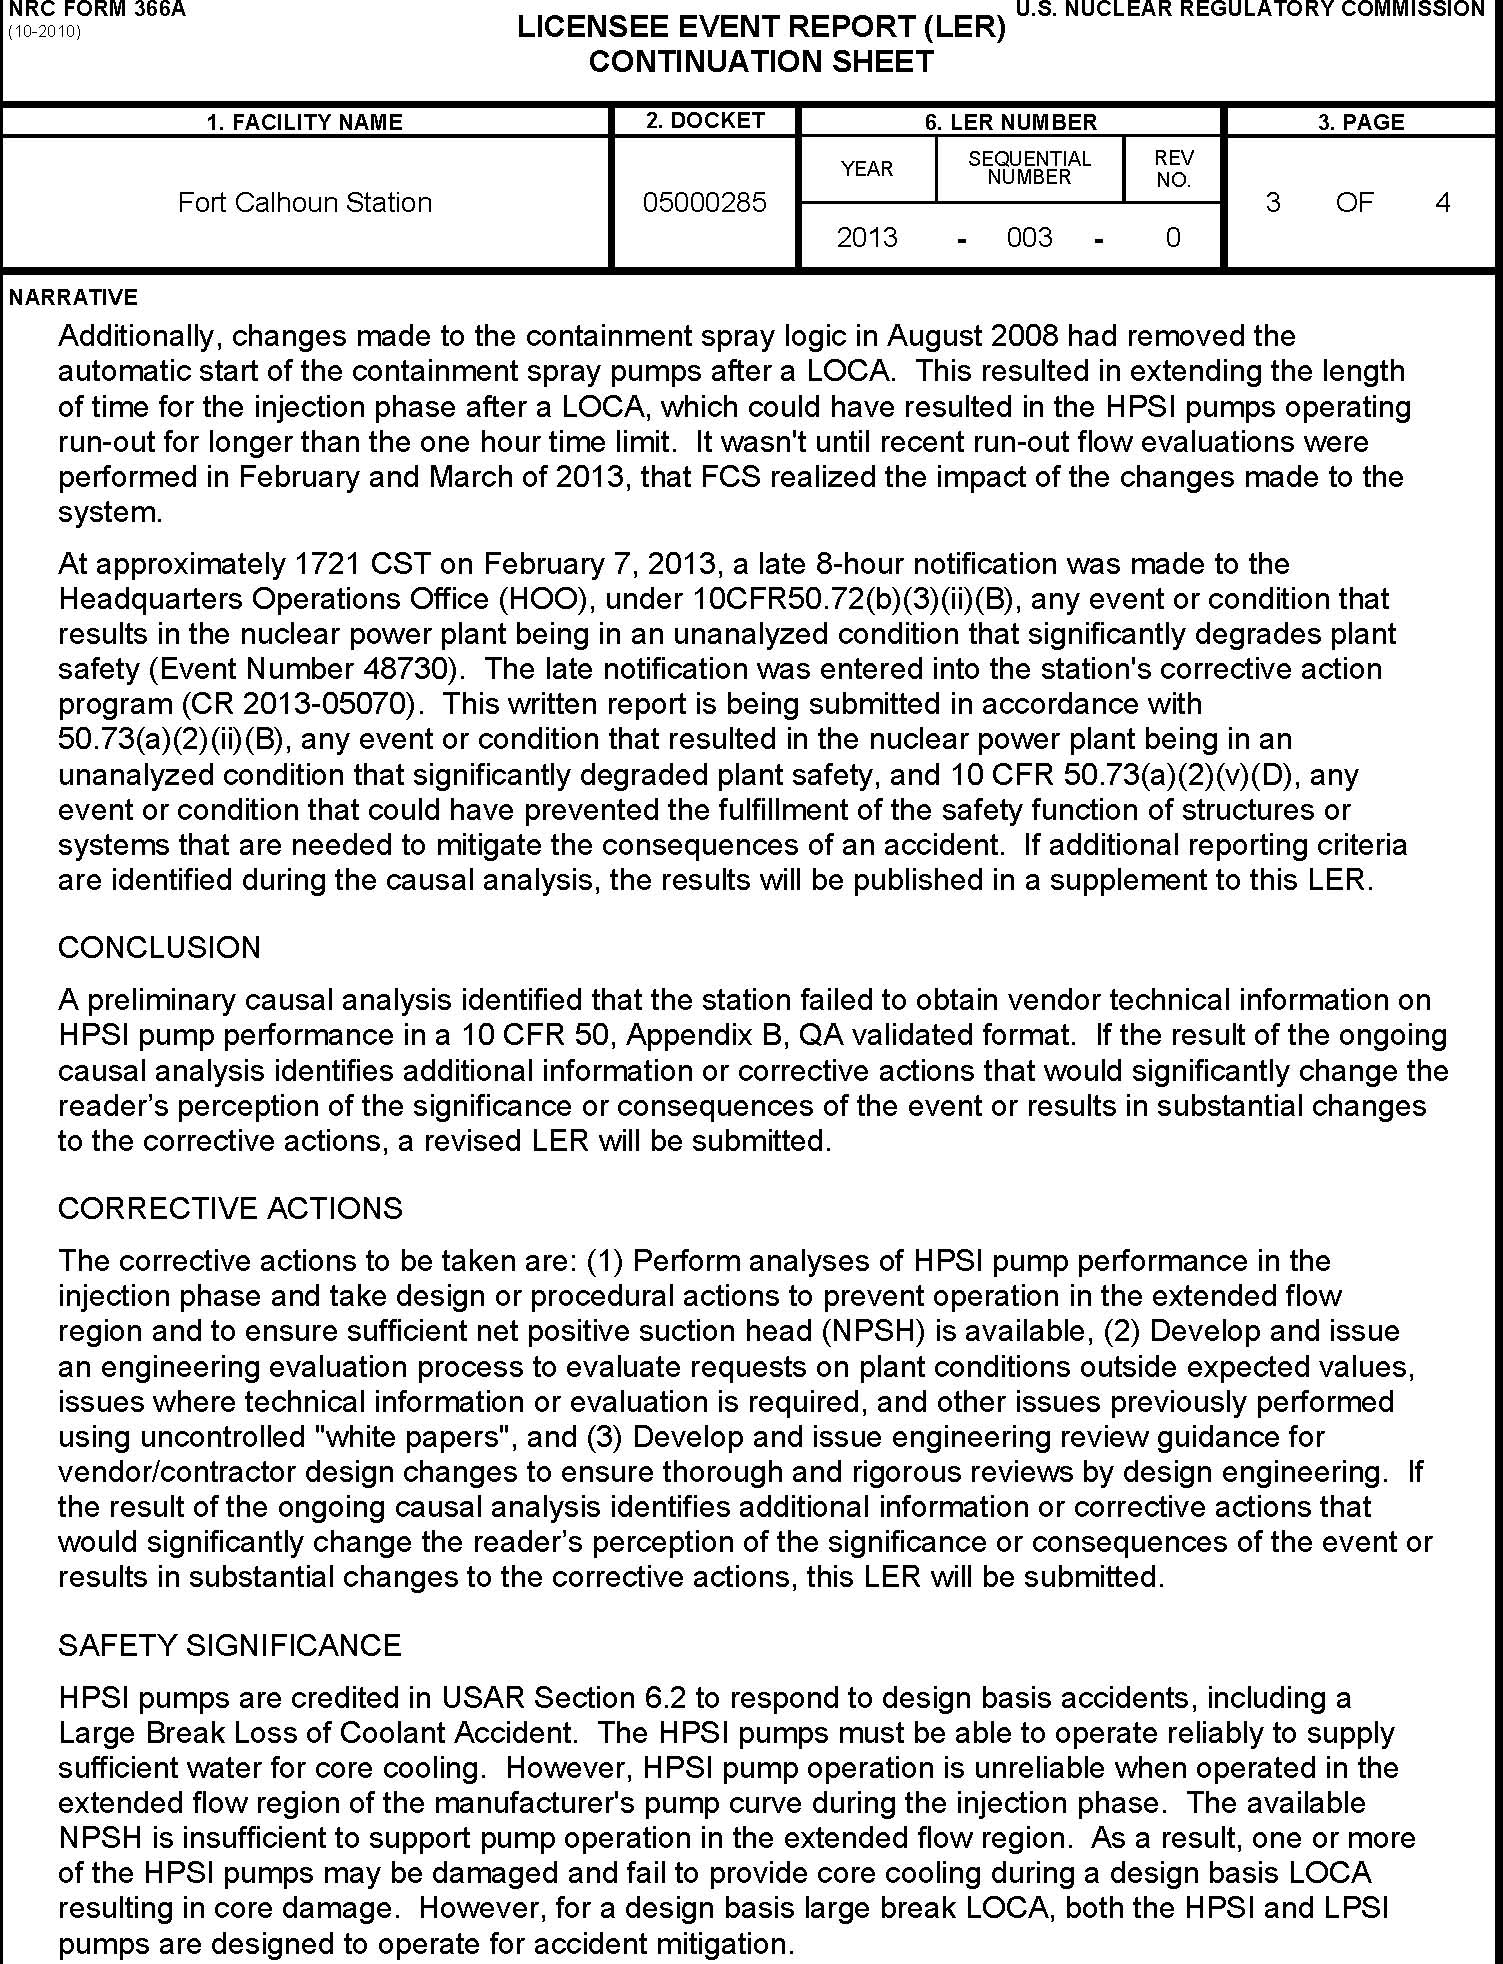 NRC FORM 366A
U.S. NUCLEAR REGULATORY COMMISSION
(10-2010)
LICENSEE EVENT REPORT (LER)
CONTINUATION SHEET
1. FACILITY NAME
2. DOCKET
6. LER NUMBER
3. PAGE
Fort Calhoun Station
05000285
YEAR
SEQUENTIAL
NUMBER
REV
NO.
3 OF 4
2013 - 003 - 0
NARRATIVE
Additionally, changes made to the containment spray logic in August 2008 had removed the
automatic start of the containment spray pumps after a LOCA. This resulted in extending the length
of time for the injection phase after a LOCA, which could have resulted in the HPSI pumps operating
run-out for longer than the one hour time limit. It wasn't until recent run-out flow evaluations were
performed in February and March of 2013, that FCS realized the impact of the changes made to the
system.
At approximately 1721 CST on February 7, 2013, a late 8-hour notification was made to the
Headquarters Operations Office (HOO), under 10CFR50.72(b)(3)(ii)(B), any event or condition that
results in the nuclear power plant being in an unanalyzed condition that significantly degrades plant
safety (Event Number 48730). The late notification was entered into the station's corrective action
program (CR 2013-05070). This written report is being submitted in accordance with
50.73(a)(2)(ii)(B), any event or condition that resulted in the nuclear power plant being in an
unanalyzed condition that significantly degraded plant safety, and 10 CFR 50.73(a)(2)(v)(D), any
event or condition that could have prevented the fulfillment of the safety function of structures or
systems that are needed to mitigate the consequences of an accident. If additional reporting criteria
are identified during the causal analysis, the results will be published in a supplement to this LER.
CONCLUSION
A preliminary causal analysis identified that the station failed to obtain vendor technical information on
HPSI pump performance in a 10 CFR 50, Appendix B, QA validated format. If the result of the ongoing
causal analysis identifies additional information or corrective actions that would significantly change the
reader’s perception of the significance or consequences of the event or results in substantial changes
to the corrective actions, a revised LER will be submitted.
CORRECTIVE ACTIONS
The corrective actions to be taken are: (1) Perform analyses of HPSI pump performance in the
injection phase and take design or procedural actions to prevent operation in the extended flow
region and to ensure sufficient net positive suction head (NPSH) is available, (2) Develop and issue
an engineering evaluation process to evaluate requests on plant conditions outside expected values,
issues where technical information or evaluation is required, and other issues previously performed
using uncontrolled "white papers", and (3) Develop and issue engineering review guidance for
vendor/contractor design changes to ensure thorough and rigorous reviews by design engineering. If
the result of the ongoing causal analysis identifies additional information or corrective actions that
would significantly change the reader’s perception of the significance or consequences of the event or
results in substantial changes to the corrective actions, this LER will be submitted.
SAFETY SIGNIFICANCE
HPSI pumps are credited in USAR Section 6.2 to respond to design basis accidents, including a
Large Break Loss of Coolant Accident. The HPSI pumps must be able to operate reliably to supply
sufficient water for core cooling. However, HPSI pump operation is unreliable when operated in the
extended flow region of the manufacturer's pump curve during the injection phase. The available
NPSH is insufficient to support pump operation in the extended flow region. As a result, one or more
of the HPSI pumps may be damaged and fail to provide core cooling during a design basis LOCA
resulting in core damage. However, for a design basis large break LOCA, both the HPSI and LPSI
pumps are designed to operate for accident mitigation.